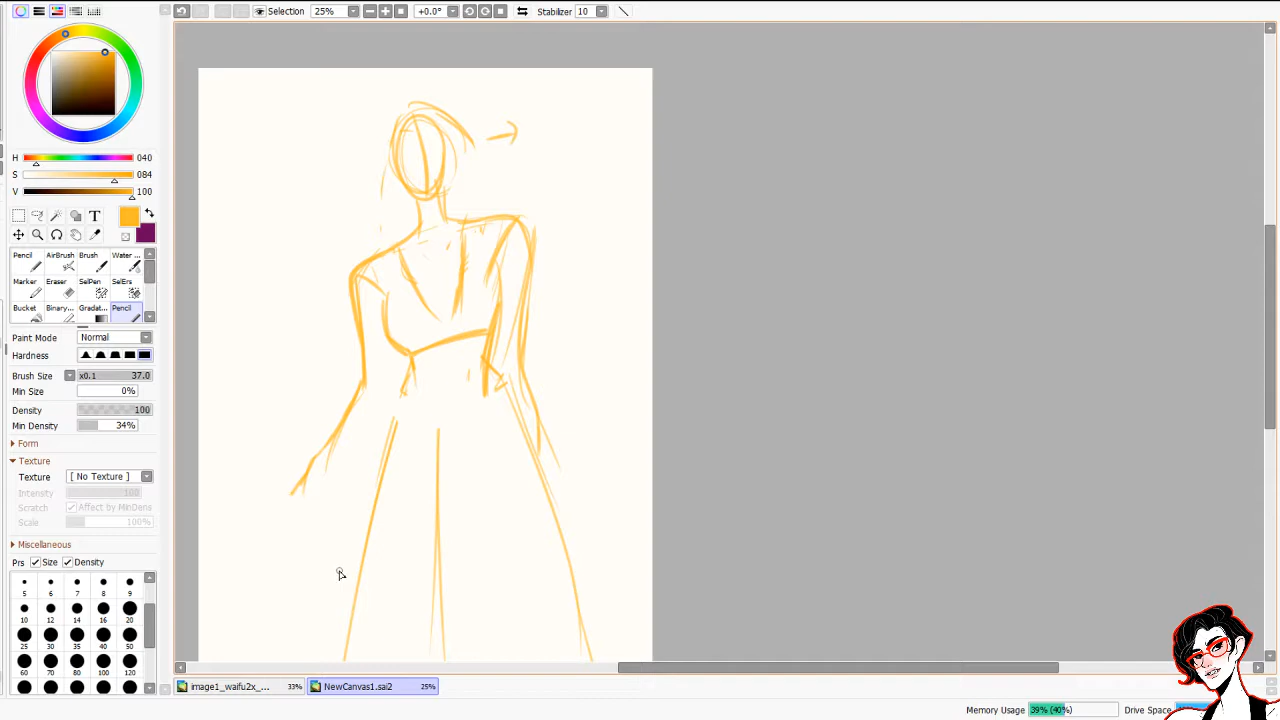 Selection 25% +0.0° Stabilizer 10
H 040
S 084
V 100
T
Pencil AirBrush Brush Water ...
Marker Eraser SelPen SelErs
Bucket Binary... Gradat... Pencil
Paint Mode Normal
Hardness
Brush Size x0.1 37.0
Min Size 0%
Density 100
Min Density 34%
Form
Texture
Texture [ No Texture ]
Intensity 100
Scratch Affect by MinDens
Scale 100%
Miscellaneous
Prs Size Density
5 6 7 8 9
10 12 14 16 20
25 30 35 40 50
60 70 80 100 120
image1_waifu2x_... 33% NewCanvas1.sai2 25%
Memory Usage 39% (40%) Drive Space